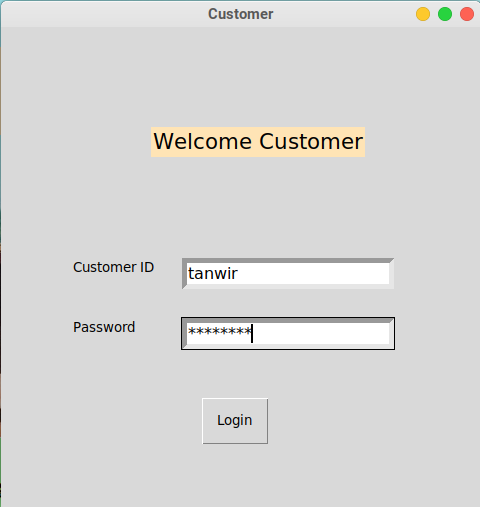 Customer
Welcome Customer
Customer ID
tanwir
Password
********
Login